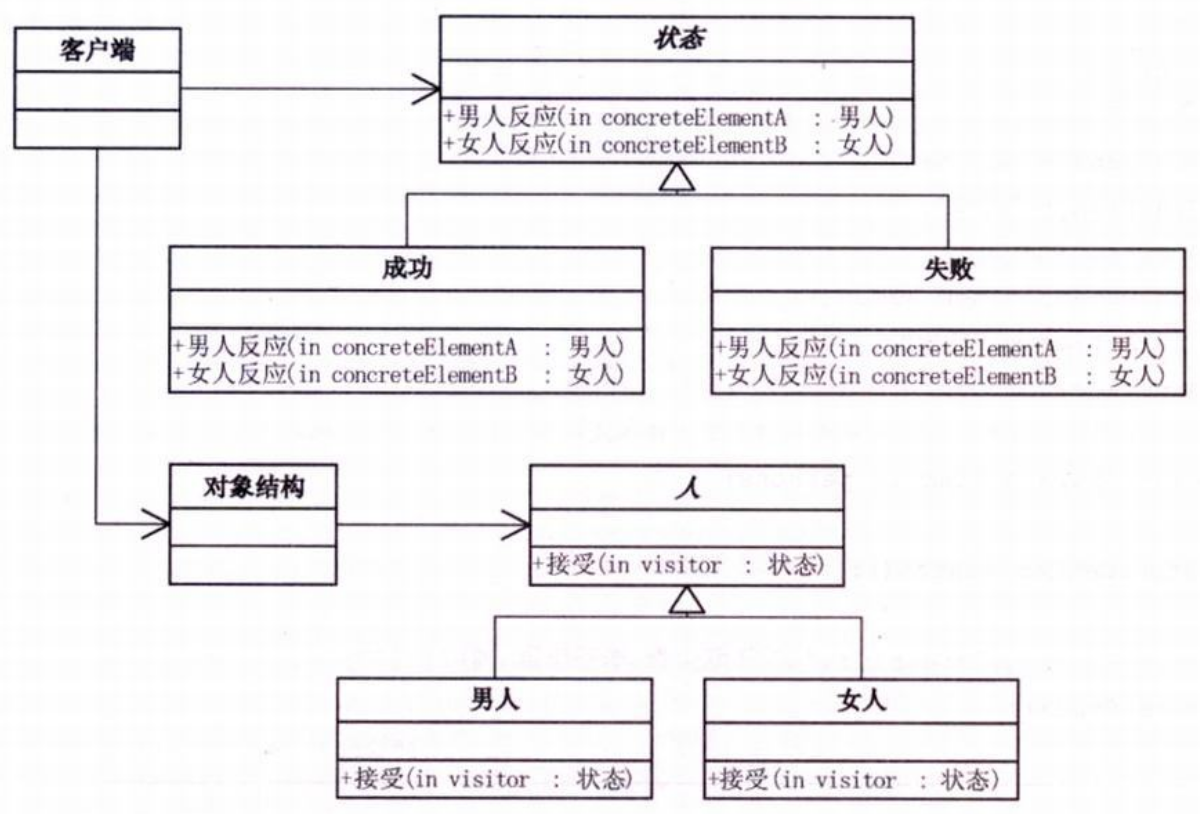 客户端
状态
+男人反应(in concreteElementA : 男人)
+女人反应(in concreteElementB : 女人)
成功
+男人反应(in concreteElementA : 男人)
+女人反应(in concreteElementB : 女人)
失败
+男人反应(in concreteElementA : 男人)
+女人反应(in concreteElementB : 女人)
对象结构
人
+接受(in visitor : 状态)
男人
+接受(in visitor : 状态)
女人
+接受(in visitor : 状态)